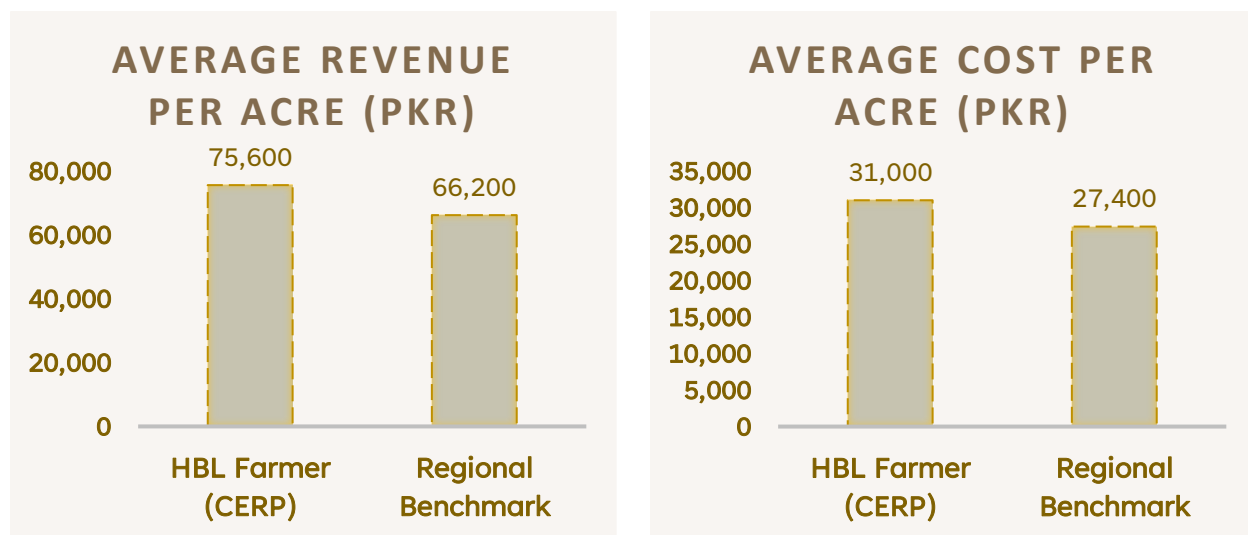 AVERAGE REVENUE
PER ACRE (PKR)
80,000
60,000
40,000
20,000
0
75,600
66,200
HBL Farmer
(CERP)
Regional
Benchmark
AVERAGE COST PER
ACRE (PKR)
35,000
30,000
25,000
20,000
15,000
10,000
5,000
0
31,000
27,400
HBL Farmer
(CERP)
Regional
Benchmark